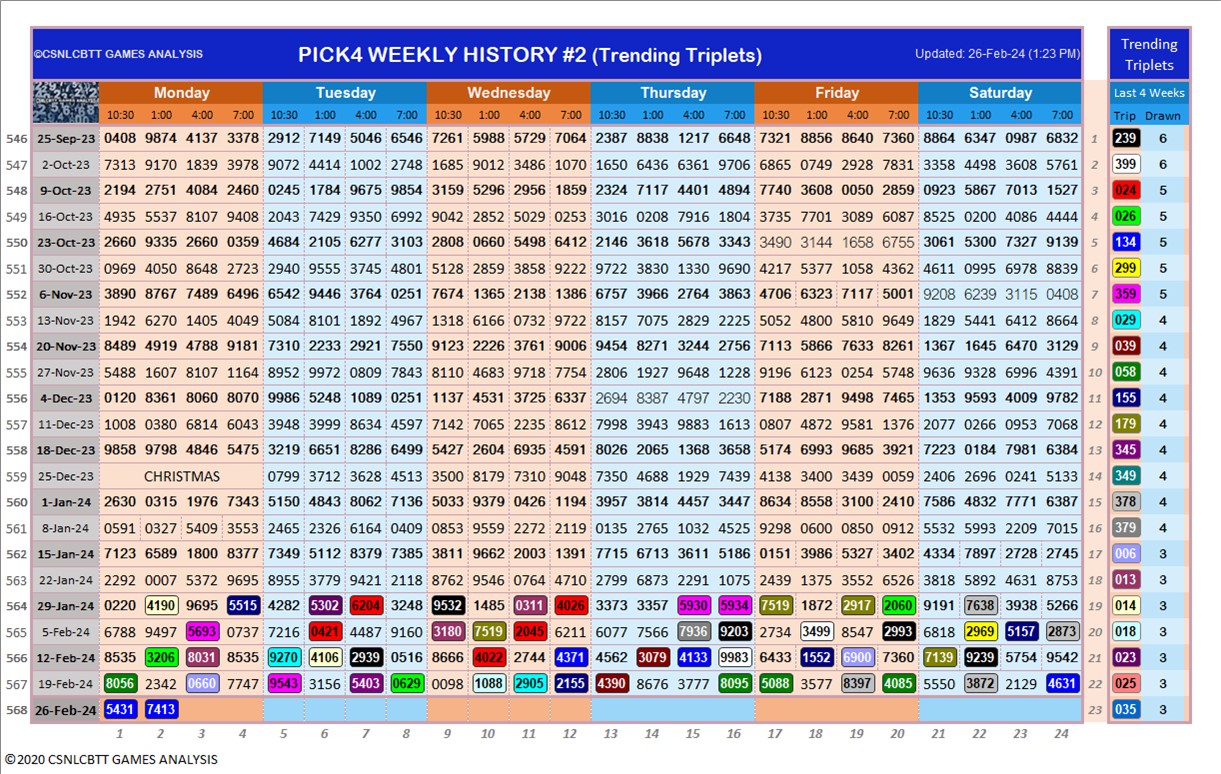 ©CSNLCBTT GAMES ANALYSIS PICK4 WEEKLY HISTORY #2 (Trending Triplets) Updated: 26-Feb-24 (1:23 PM) Trending Triplets
Monday Tuesday Wednesday Thursday Friday Saturday Last 4 Weeks
10:30 1:00 4:00 7:00 10:30 1:00 4:00 7:00 10:30 1:00 4:00 7:00 10:30 1:00 4:00 7:00 10:30 1:00 4:00 7:00 10:30 1:00 4:00 7:00 Trip Drawn
546 25-Sep-23 0408 9874 4137 3378 2912 7149 5046 6546 7261 5988 5729 7064 2387 8838 1217 6648 7321 8856 8640 7360 8864 6347 0987 6832 1 239 6
547 2-Oct-23 7313 9170 1839 3978 9072 4414 1002 2748 1685 9012 3486 1070 1650 6436 6361 9706 6865 0749 2928 7831 3358 4498 3608 5761 2 399 6
548 9-Oct-23 2194 2751 4084 2460 0245 1784 9675 9854 3159 5296 2956 1859 2324 7117 4401 4894 7740 3608 0050 2859 0923 5867 7013 1527 3 024 5
549 16-Oct-23 4935 5537 8107 9408 2043 7429 9350 6992 9042 2852 5029 0253 3016 0208 7916 1804 3735 7701 3089 6087 8525 0200 4086 4444 4 026 5
550 23-Oct-23 2660 9335 2660 0359 4684 2105 6277 3103 2808 0660 5498 6412 2146 3618 5678 3343 3490 3144 1658 6755 3061 5300 7327 9139 5 134 5
551 30-Oct-23 0969 4050 8648 2723 2940 9555 3745 4801 5128 2859 3858 9222 9722 3830 1330 9690 4217 5377 1058 4362 4611 0995 6978 8839 6 299 5
552 6-Nov-23 3890 8767 7489 6496 6542 9446 3764 0251 7674 1365 2138 1386 6757 3966 2764 3863 4706 6323 7117 5001 9208 6239 3115 0408 7 359 5
553 13-Nov-23 1942 6270 1405 4049 5084 8101 1892 4967 1318 6166 0732 9722 8157 7075 2829 2225 5052 4800 5810 9649 1829 5441 6412 8664 8 029 4
554 20-Nov-23 8489 4919 4788 9181 7310 2233 2921 7550 9123 2226 3761 9006 9454 8271 3244 2756 7113 5866 7633 8261 1367 1645 6470 3129 9 039 4
555 27-Nov-23 5488 1607 8107 1164 8952 9972 0809 7843 8110 4683 9718 7754 2806 1927 9648 1128 9196 6123 0254 5748 9636 9328 6996 4391 10 058 4
556 4-Dec-23 0120 8361 8060 8070 9986 5248 1089 0251 1137 4531 3725 6337 2694 8387 4797 2230 7188 2871 9498 7465 1353 9593 4009 9782 11 155 4
557 11-Dec-23 1008 0380 6814 6043 3948 3999 8634 4597 7142 7065 2235 8612 7998 3943 9883 1613 0807 4872 9581 1376 2077 0266 0953 7068 12 179 4
558 18-Dec-23 9858 9798 4846 5475 3219 6651 8286 6499 5427 2604 6935 4591 8026 2065 1368 3658 5174 6993 9685 3921 7223 0184 7981 6384 13 345 4
559 25-Dec-23 CHRISTMAS 0799 3712 3628 4513 3500 8179 7310 9048 7350 4688 1929 7439 4138 3400 3439 0059 2406 2696 0241 5133 14 349 4
560 1-Jan-24 2630 0315 1976 7343 5150 4843 8062 7136 5033 9379 0426 1194 3957 3814 4457 3447 8634 8558 3100 2410 7586 4832 7771 6387 15 378 4
561 8-Jan-24 0591 0327 5409 3553 2465 2326 6164 0409 0853 9559 2272 2119 0135 2765 1032 4525 9298 0600 0850 0912 5532 5993 2209 7015 16 379 4
562 15-Jan-24 7123 6589 1800 8377 7349 5112 8379 7385 3811 9662 2003 1391 7715 6713 3611 5186 0151 3986 5327 3402 4334 7897 2728 2745 17 006 3
563 22-Jan-24 2292 0007 5372 9695 8955 3779 9421 2118 8762 9546 0764 4710 2799 6873 2291 1075 2439 1375 3552 6526 3818 5892 4631 8753 18 013 3
564 29-Jan-24 0220 4190 9695 5515 4282 5302 6204 3248 9532 1485 0311 4026 3373 3357 5930 5934 7519 1872 2917 2060 9191 7638 3938 5266 19 014 3
565 5-Feb-24 6788 9497 5693 0737 7216 0421 4487 9160 3180 7519 2045 6211 6077 7566 7936 9203 2734 3499 8547 2993 6818 2969 5157 2873 20 018 3
566 12-Feb-24 8535 3206 8031 8535 9270 4106 2939 0516 8666 4022 2744 4371 4562 3079 4133 9983 6433 1552 6900 7360 7139 9239 5754 9542 21 023 3
567 19-Feb-24 8056 2342 0660 7747 9543 3156 5403 0629 0098 1088 2905 2155 4390 8676 3777 8095 5088 3577 8397 4085 5550 3872 2129 4631 22 025 3
568 26-Feb-24 5431 7413 23 035 3
1 2 3 4 5 6 7 8 9 10 11 12 13 14 15 16 17 18 19 20 21 22 23 24
©2020 CSNLCBTT GAMES ANALYSIS